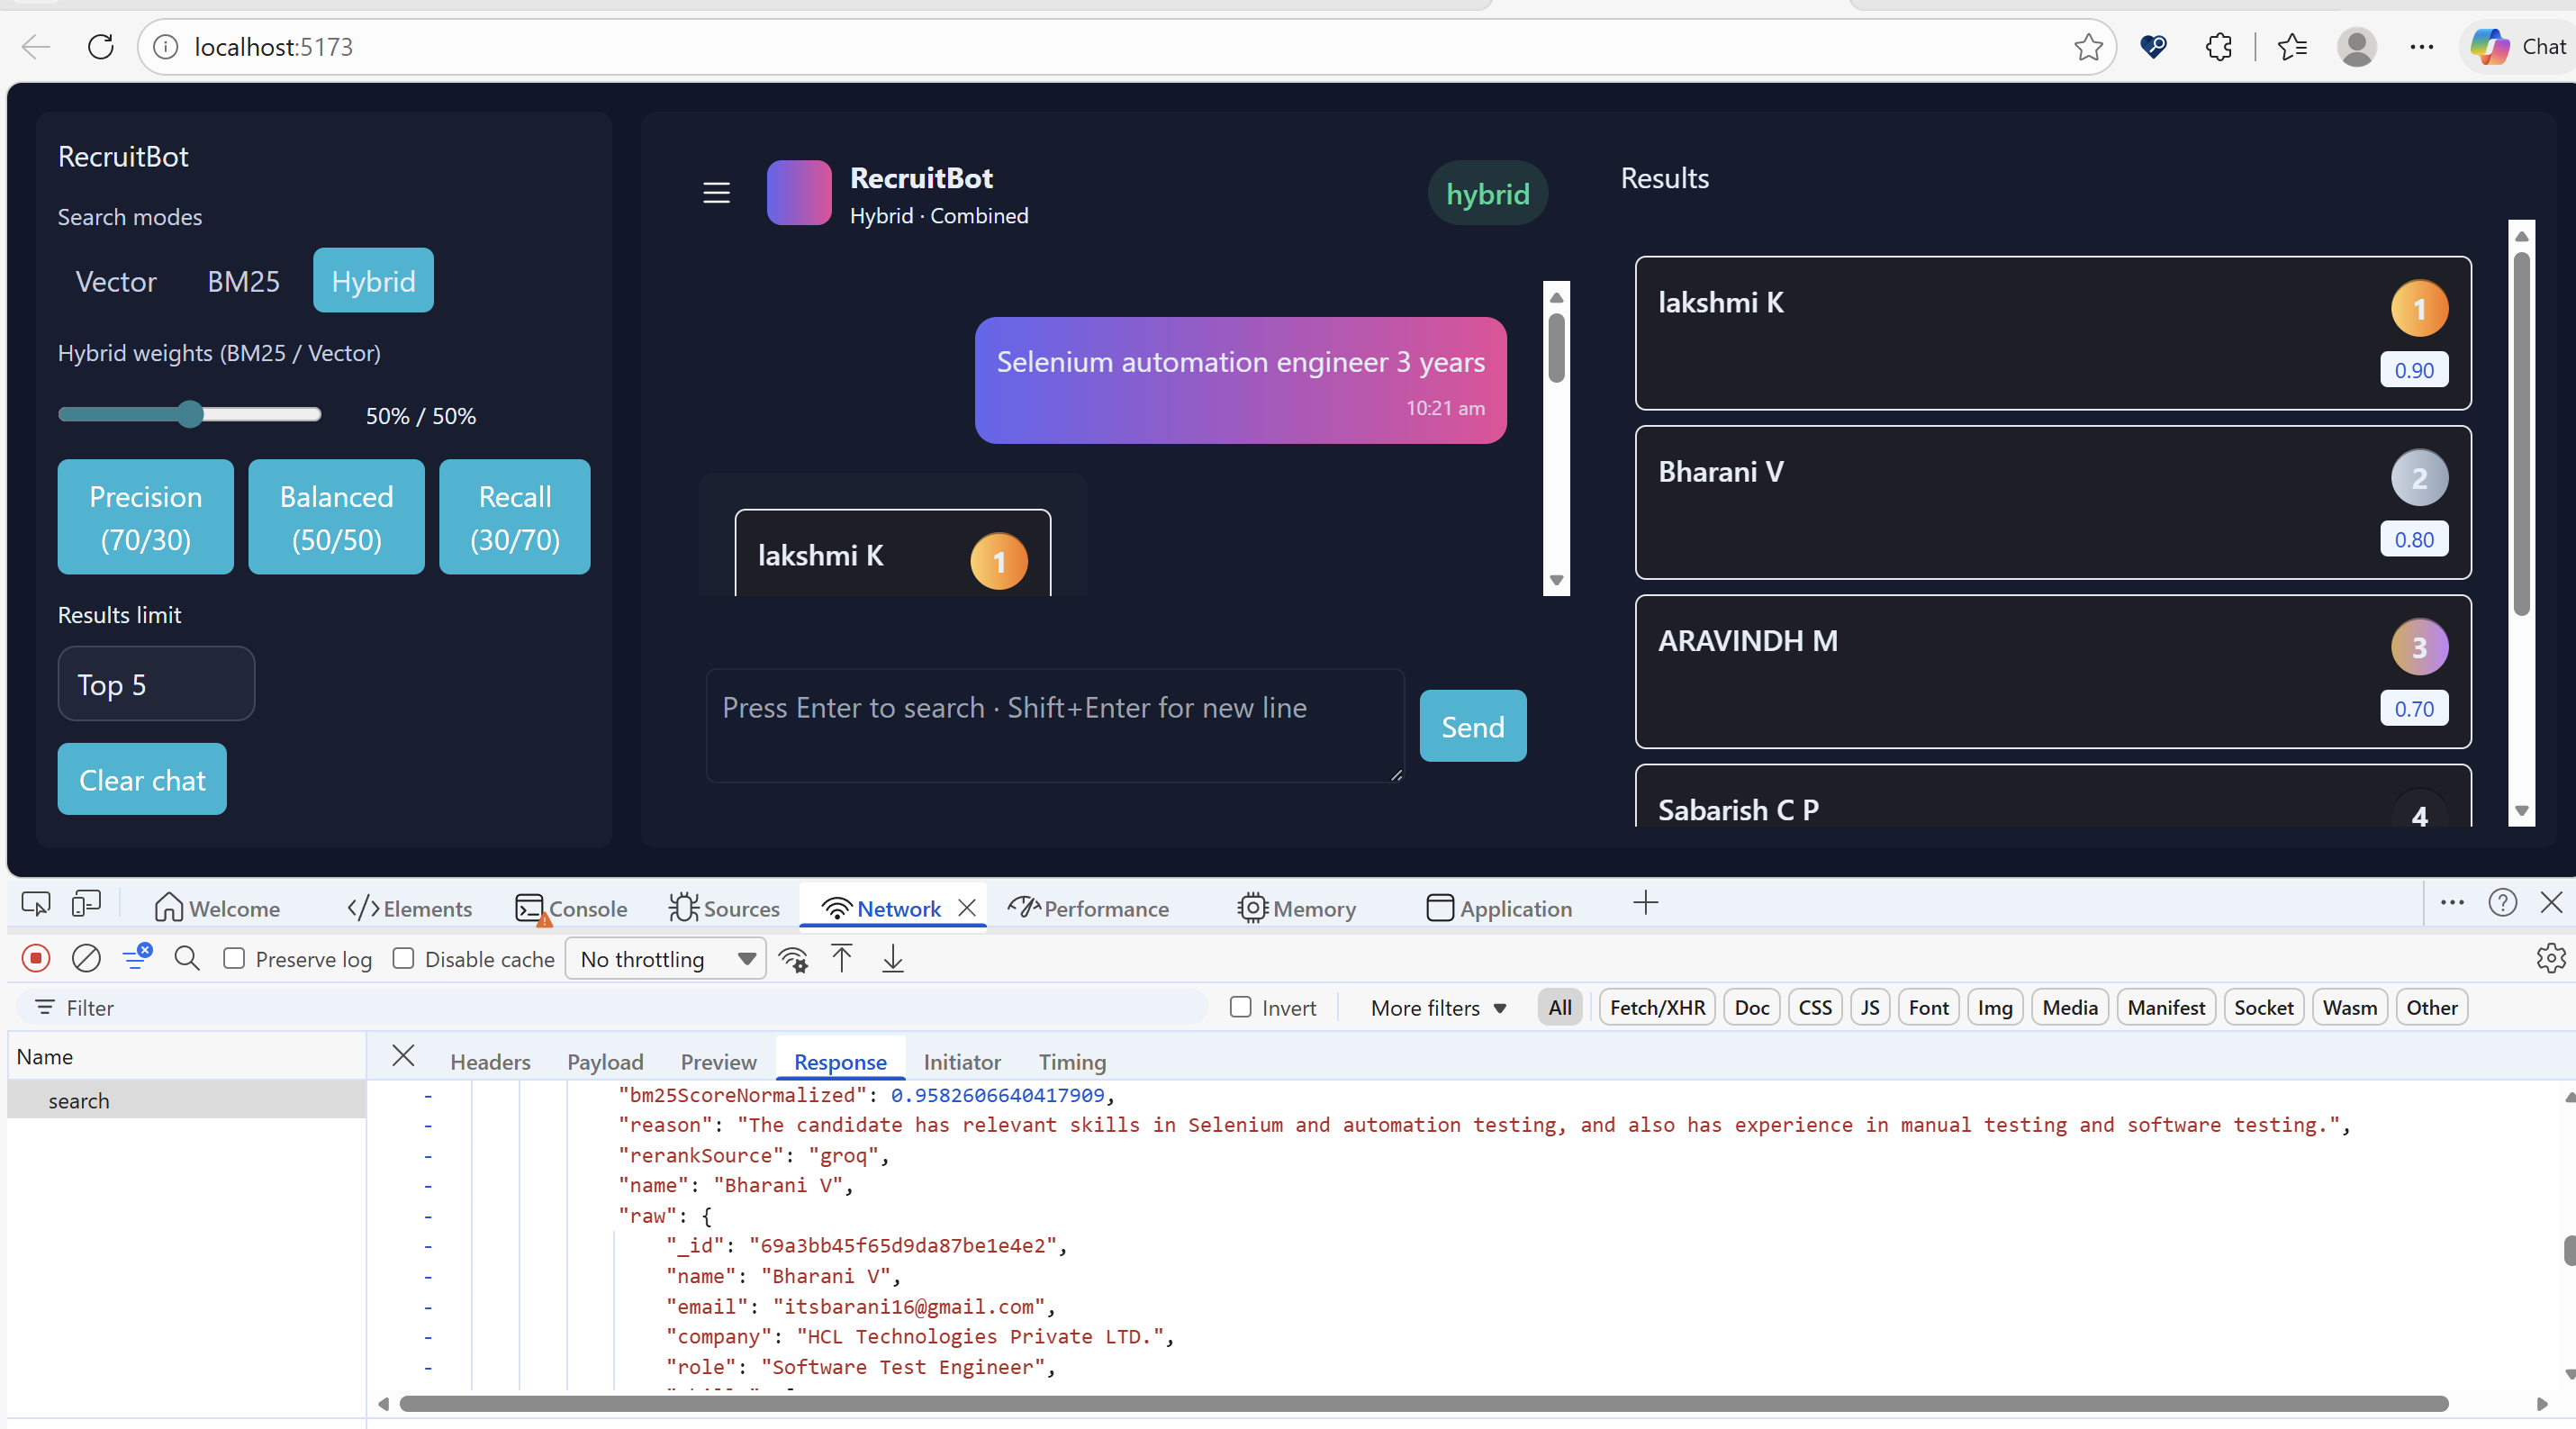 localhost:5173
Chat
RecruitBot
Search modes
Vector
BM25
Hybrid
Hybrid weights (BM25 / Vector)
50% / 50%
Precision
(70/30)
Balanced
(50/50)
Recall
(30/70)
Results limit
Top 5
Clear chat
RecruitBot
Hybrid · Combined
hybrid
Selenium automation engineer 3 years
10:21 am
lakshmi K
1
Press Enter to search · Shift+Enter for new line
Send
Results
lakshmi K
1
0.90
Bharani V
2
0.80
ARAVINDH M
3
0.70
Sabarish C P
4
Welcome
Elements
Console
Sources
Network
Performance
Memory
Application
Preserve log
Disable cache
No throttling
Filter
Invert
More filters
All
Fetch/XHR
Doc
CSS
JS
Font
Img
Media
Manifest
Socket
Wasm
Other
Name
search
Headers
Payload
Preview
Response
Initiator
Timing
"bm25ScoreNormalized": 0.9582606640417909,
"reason": "The candidate has relevant skills in Selenium and automation testing, and also has experience in manual testing and software testing.",
"rerankSource": "groq",
"name": "Bharani V",
"raw": {
"_id": "69a3bb45f65d9da87be1e4e2",
"name": "Bharani V",
"email": "itsbarani16@gmail.com",
"company": "HCL Technologies Private LTD.",
"role": "Software Test Engineer",